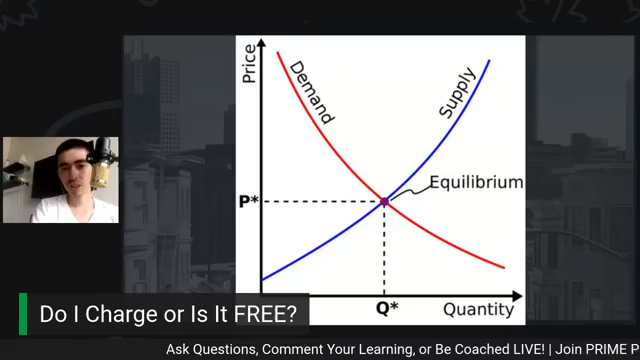 Price
Demand
Supply
Equilibrium
P*
Q*
Quantity
Do I Charge or Is It FREE?
Ask Questions, Comment Your Learning, or Be Coached LIVE! | Join PRIME P